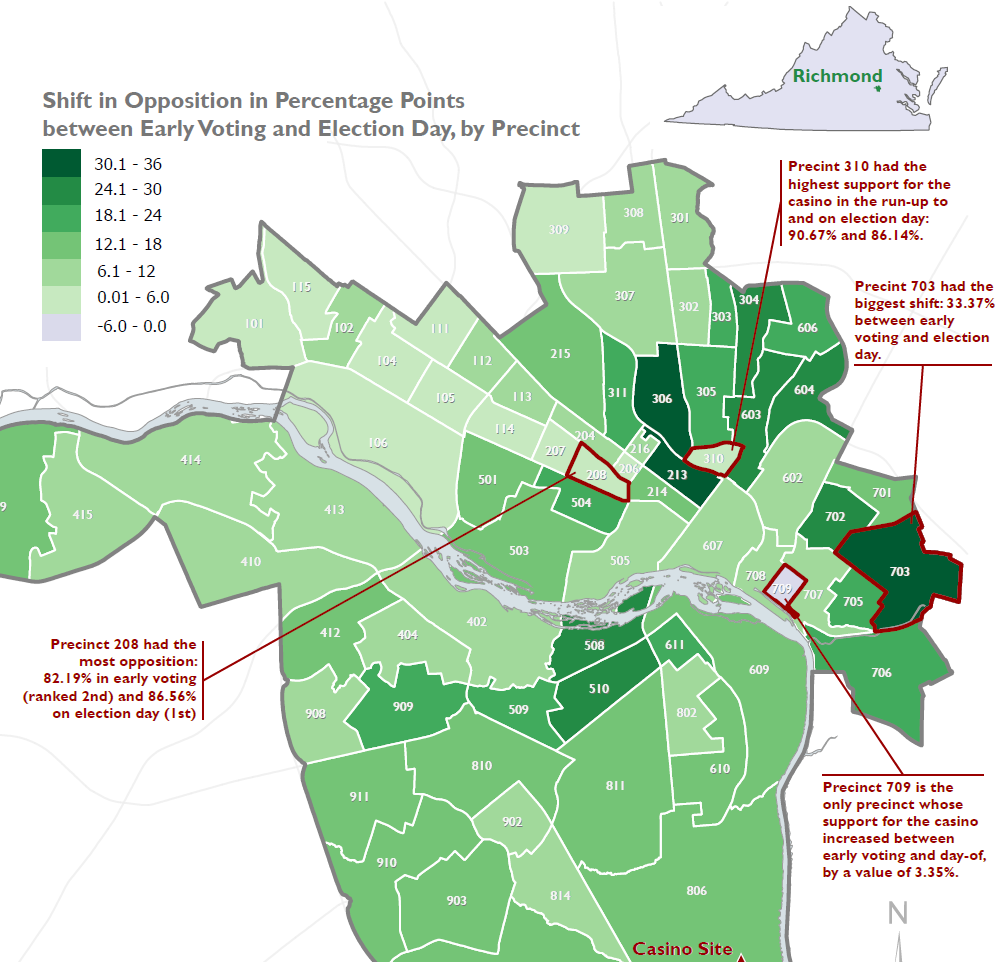 Richmond
Shift in Opposition in Percentage Points
between Early Voting and Election Day, by Precinct
30.1 - 36
24.1 - 30
18.1 - 24
12.1 - 18
6.1 - 12
0.01 - 6.0
-6.0 - 0.0
Precint 310 had the
highest support for the
casino in the run-up to
and on election day:
90.67% and 86.14%.
Precint 703 had the
biggest shift: 33.37%
between early
voting and election
day.
309
308
301
115
307
302
303
304
606
101
102
111
104
112
215
311
306
305
604
105
113
603
114
204
106
207
216
310
414
208
206
213
602
501
214
701
9
415
413
504
702
503
607
410
505
708
709
707
703
705
412
404
402
508
611
609
706
Precinct 208 had the
most opposition:
82.19% in early voting
(ranked 2nd) and 86.56%
on election day (1st)
908
909
509
510
802
810
610
911
811
Precinct 709 is the
only precinct whose
support for the casino
increased between
early voting and day-of,
by a value of 3.35%.
902
910
903
814
806
N
Casino Site